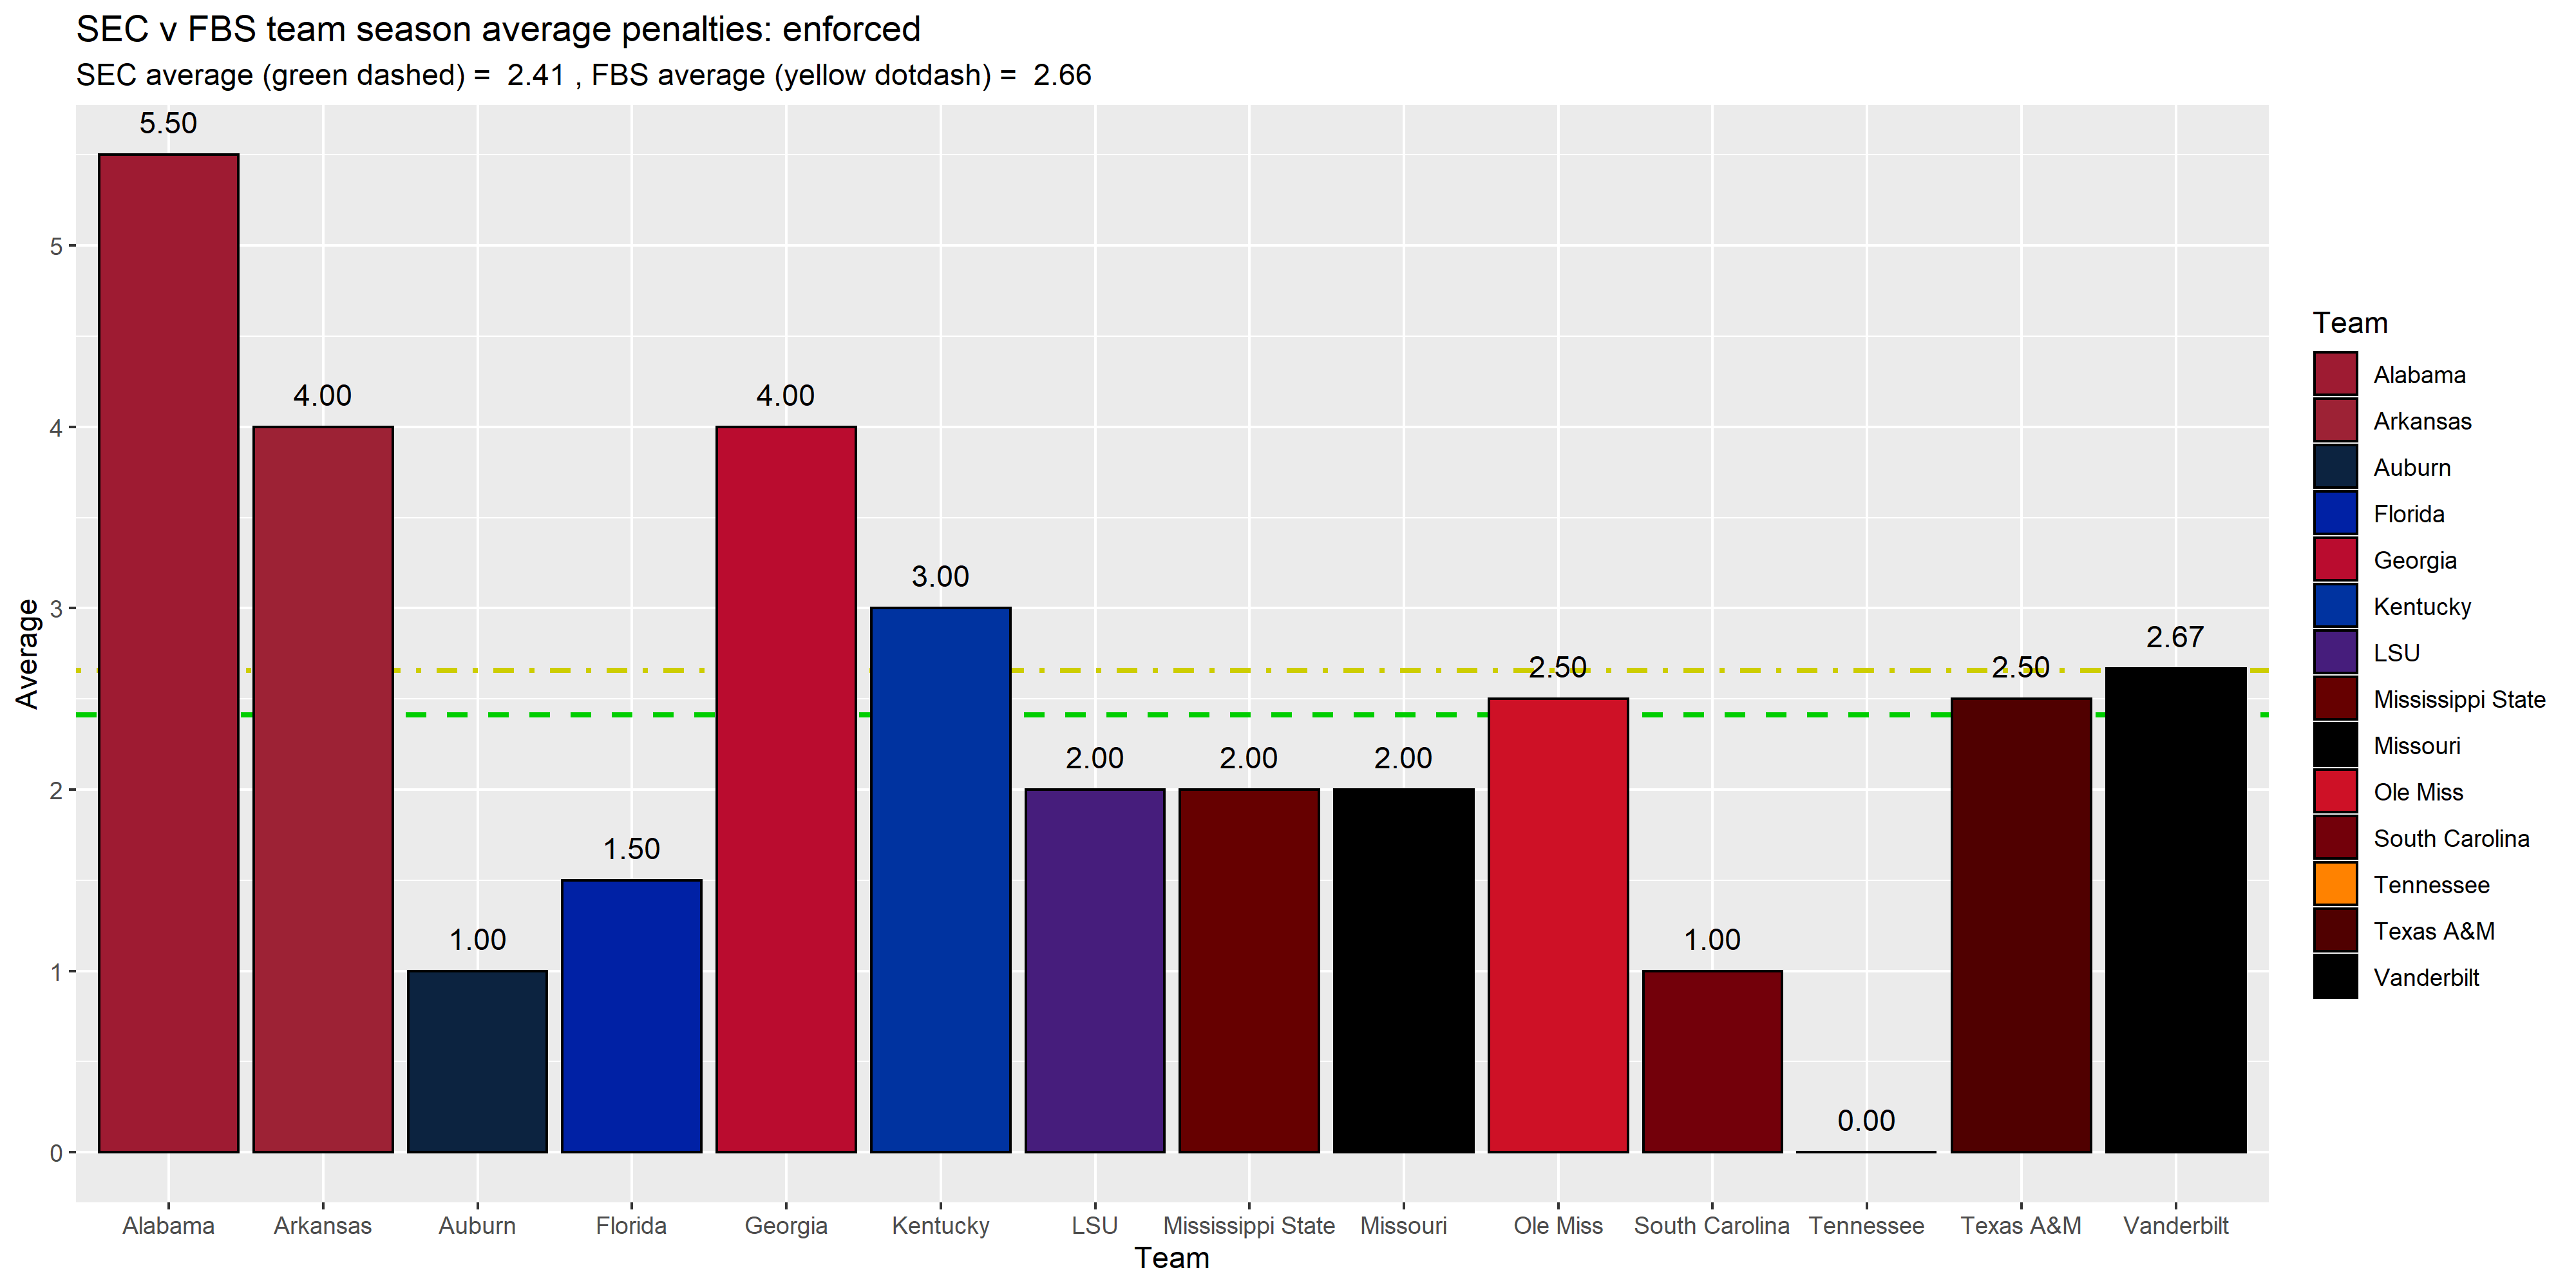 SEC v FBS team season average penalties: enforced
SEC average (green dashed) =  2.41 , FBS average (yellow dotdash) =  2.66
5.50
4.00
1.00
1.50
4.00
3.00
2.00
2.00
2.00
2.50
1.00
0.00
2.50
2.67
Average
5
4
3
2
1
0
Alabama
Arkansas
Auburn
Florida
Georgia
Kentucky
LSU
Mississippi State
Missouri
Ole Miss
South Carolina
Tennessee
Texas A&M
Vanderbilt
Team
Team
Alabama
Arkansas
Auburn
Florida
Georgia
Kentucky
LSU
Mississippi State
Missouri
Ole Miss
South Carolina
Tennessee
Texas A&M
Vanderbilt